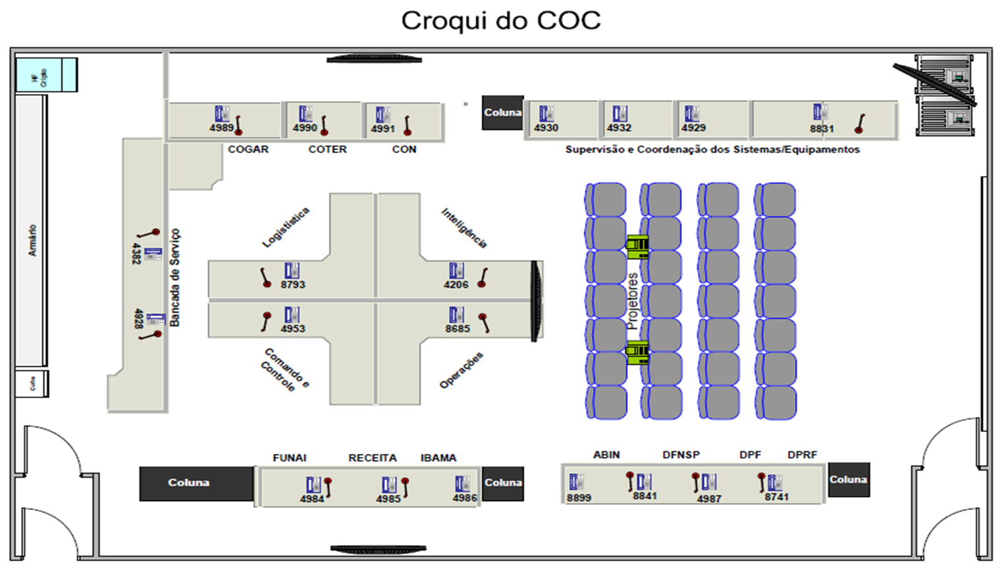 Croqui do COC
HF
Cripto
Coluna
4989
4990
4991
4930
4932
4929
8831
COGAR
COTER
CON
Supervisão e Coordenação dos Sistemas/Equipamentos
Armário
4382
Bancada de Serviço
4928
Logististica
Inteligência
8793
4206
4953
8685
Comando e
Controle
Operações
Projetores
Cofre
FUNAI
RECEITA
IBAMA
ABIN
DFNSP
DPF
DPRF
Coluna
4984
4985
4986
Coluna
8899
8841
4987
8741
Coluna